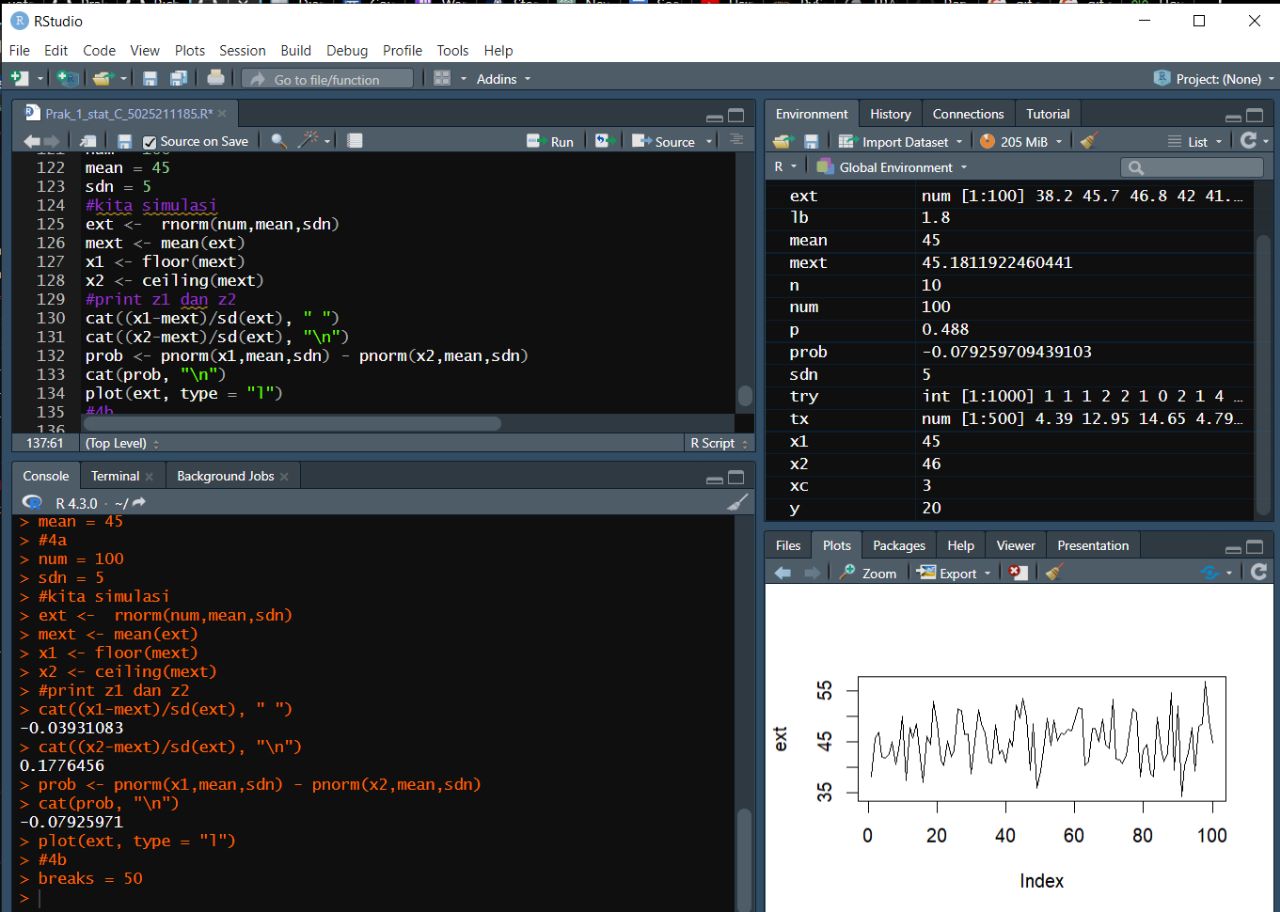 RStudio
File Edit Code View Plots Session Build Debug Profile Tools Help
Go to file/function Addins Project: (None)
Prak_1_stat_C_5025211185.R*
Source on Save Run Source
122 mean = 45
123 sdn = 5
124 #kita simulasi
125 ext <-  rnorm(num,mean,sdn)
126 mext <- mean(ext)
127 x1 <- floor(mext)
128 x2 <- ceiling(mext)
129 #print z1 dan z2
130 cat((x1-mext)/sd(ext), " ")
131 cat((x2-mext)/sd(ext), "\n")
132 prob <- pnorm(x1,mean,sdn) - pnorm(x2,mean,sdn)
133 cat(prob, "\n")
134 plot(ext, type = "l")
135 #4b
136
137:61 (Top Level) R Script
Console Terminal Background Jobs
R 4.3.0 · ~/
> mean = 45
> #4a
> num = 100
> sdn = 5
> #kita simulasi
> ext <-  rnorm(num,mean,sdn)
> mext <- mean(ext)
> x1 <- floor(mext)
> x2 <- ceiling(mext)
> #print z1 dan z2
> cat((x1-mext)/sd(ext), " ")
-0.03931083
> cat((x2-mext)/sd(ext), "\n")
0.1776456
> prob <- pnorm(x1,mean,sdn) - pnorm(x2,mean,sdn)
> cat(prob, "\n")
-0.07925971
> plot(ext, type = "l")
> #4b
> breaks = 50
>
Environment History Connections Tutorial
Import Dataset 205 MiB List
R Global Environment
ext num [1:100] 38.2 45.7 46.8 42 41.…
lb 1.8
mean 45
mext 45.1811922460441
n 10
num 100
p 0.488
prob -0.079259709439103
sdn 5
try int [1:1000] 1 1 1 2 2 1 0 2 1 4 …
tx num [1:500] 4.39 12.95 14.65 4.79…
x1 45
x2 46
xc 3
y 20
Files Plots Packages Help Viewer Presentation
Zoom Export
ext
55
45
35
0 20 40 60 80 100
Index